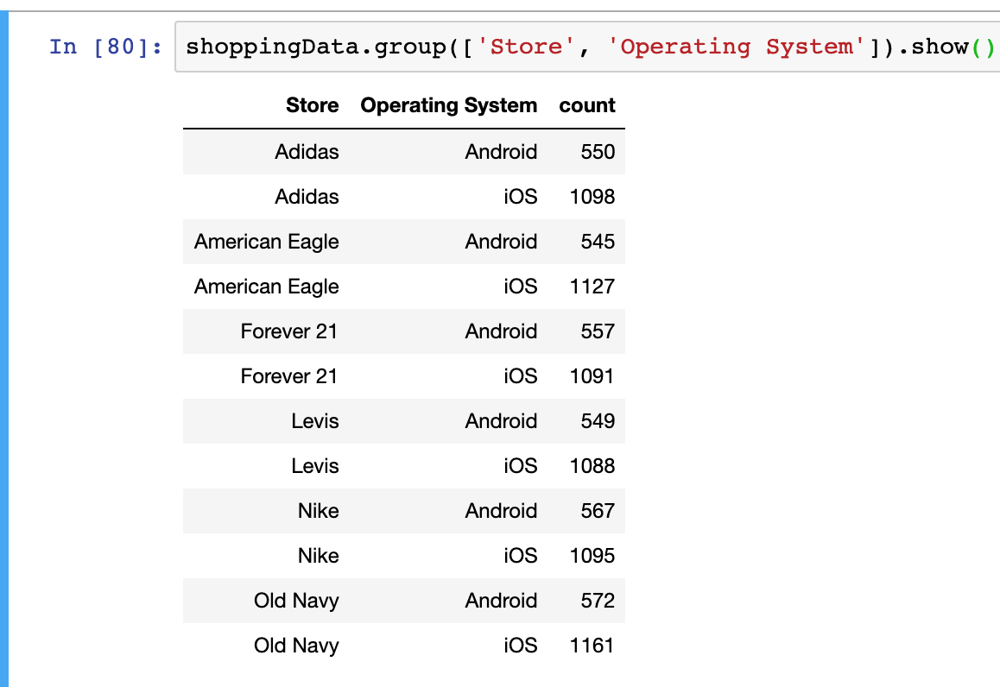 In [80]: shoppingData.group(['Store', 'Operating System']).show()
Store Operating System count
Adidas Android 550
Adidas iOS 1098
American Eagle Android 545
American Eagle iOS 1127
Forever 21 Android 557
Forever 21 iOS 1091
Levis Android 549
Levis iOS 1088
Nike Android 567
Nike iOS 1095
Old Navy Android 572
Old Navy iOS 1161